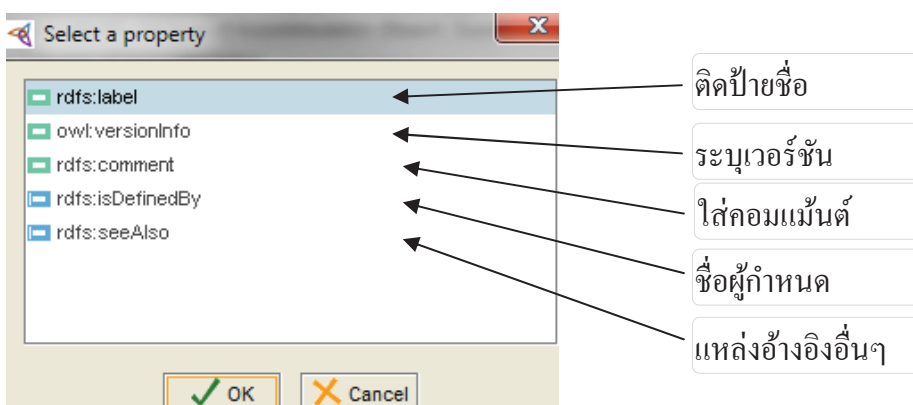 Select a property
rdfs:label
owl:versionInfo
rdfs:comment
rdfs:isDefinedBy
rdfs:seeAlso
OK
Cancel
ติดป้ายชื่อ
ระบุเวอร์ชัน
ใส่คอมแม้นต์
ชื่อผู้กำหนด
แหล่งอ้างอิงอื่นๆ